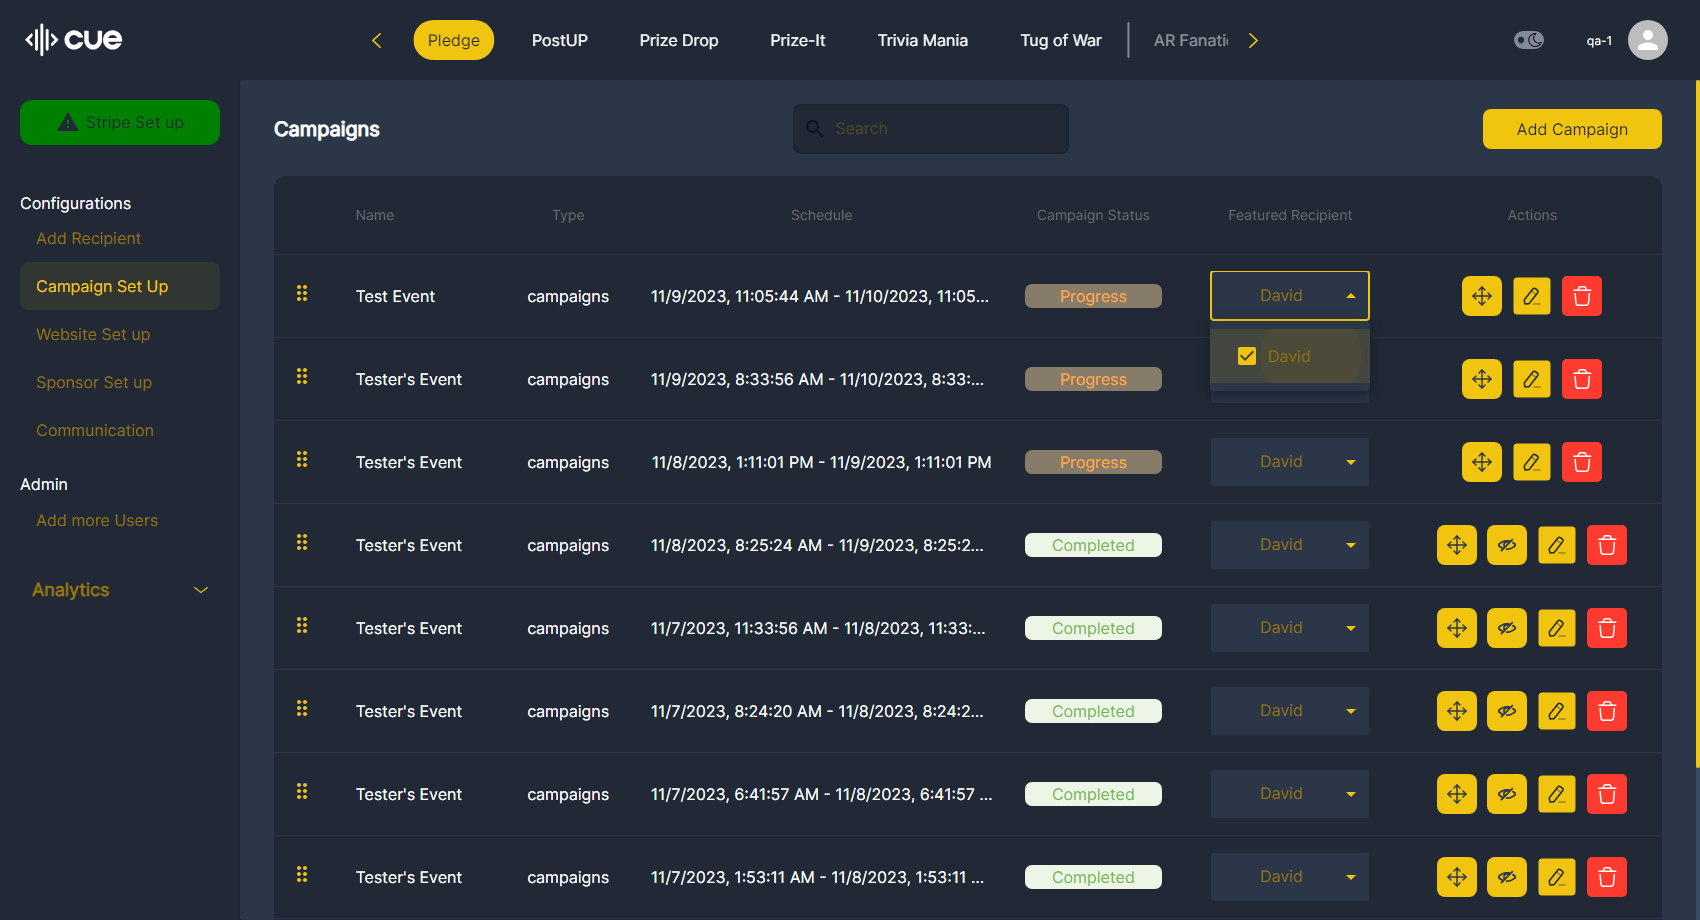 cue
Pledge
PostUP
Prize Drop
Prize-It
Trivia Mania
Tug of War
AR Fanati
qa-1
Stripe Set up
Configurations
Add Recipient
Campaign Set Up
Website Set up
Sponsor Set up
Communication
Admin
Add more Users
Analytics
Campaigns
Search
Add Campaign
Name Type Schedule Campaign Status Featured Recipient Actions
Test Event campaigns 11/9/2023, 11:05:44 AM - 11/10/2023, 11:05... Progress David
David
Tester's Event campaigns 11/9/2023, 8:33:56 AM - 11/10/2023, 8:33:... Progress
Tester's Event campaigns 11/8/2023, 1:11:01 PM - 11/9/2023, 1:11:01 PM Progress David
Tester's Event campaigns 11/8/2023, 8:25:24 AM - 11/9/2023, 8:25:2... Completed David
Tester's Event campaigns 11/7/2023, 11:33:56 AM - 11/8/2023, 11:33:... Completed David
Tester's Event campaigns 11/7/2023, 8:24:20 AM - 11/8/2023, 8:24:2... Completed David
Tester's Event campaigns 11/7/2023, 6:41:57 AM - 11/8/2023, 6:41:57 ... Completed David
Tester's Event campaigns 11/7/2023, 1:53:11 AM - 11/8/2023, 1:53:11 ... Completed David